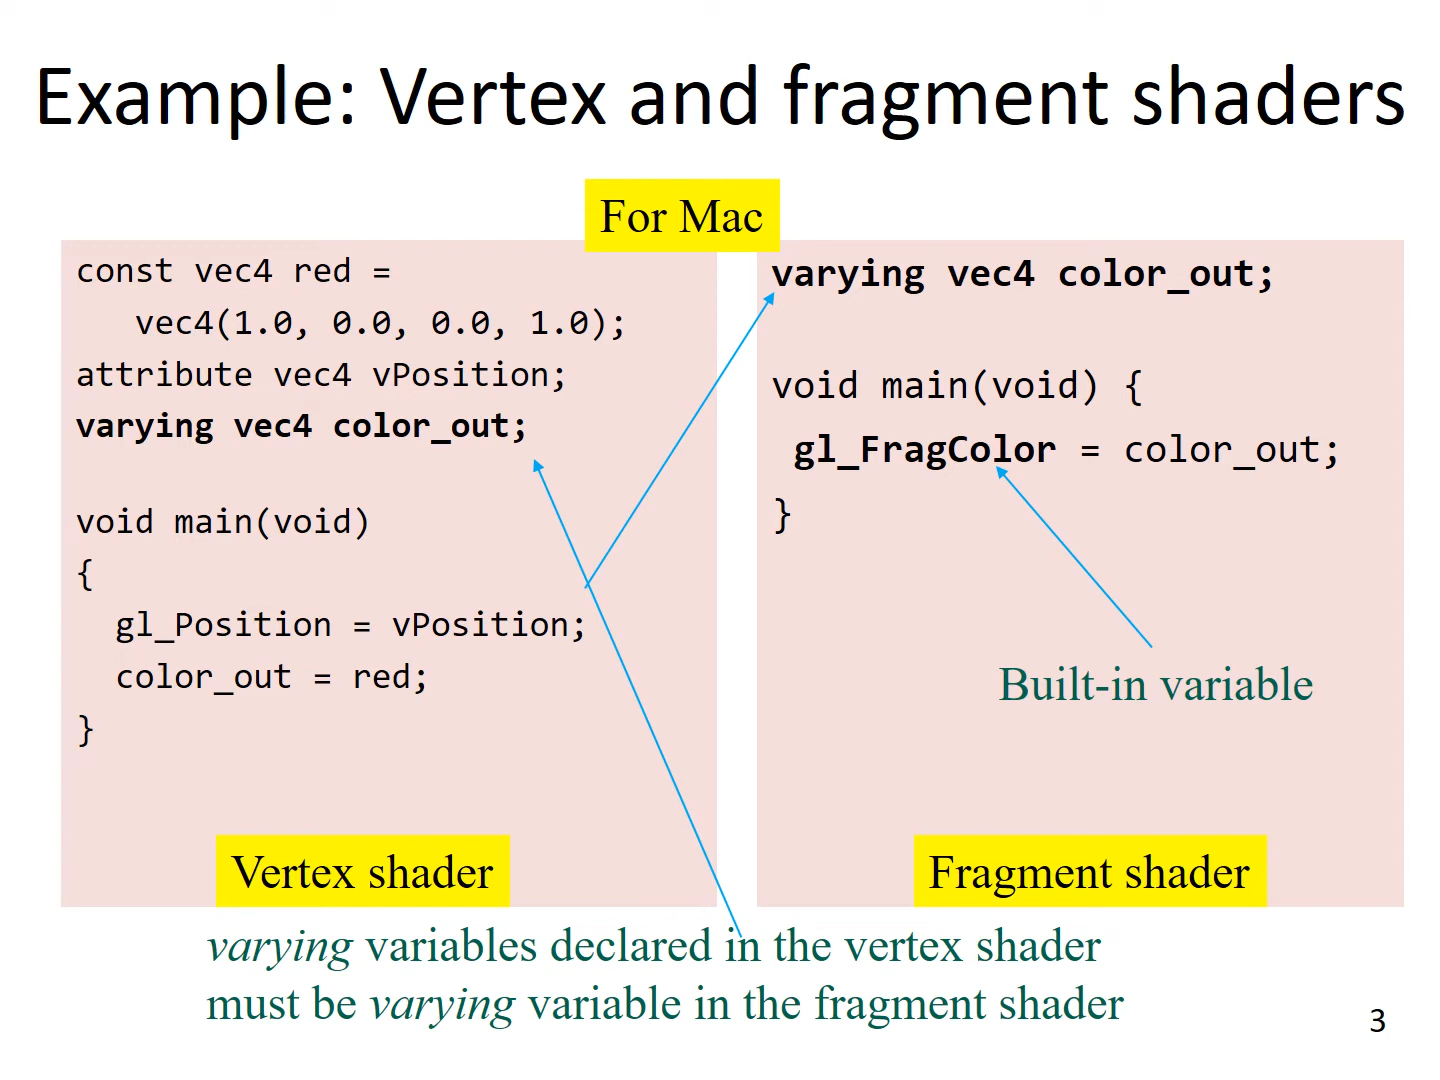 Example: Vertex and fragment shaders
For Mac
const vec4 red =
   vec4(1.0, 0.0, 0.0, 1.0);
attribute vec4 vPosition;
varying vec4 color_out;
void main(void)
{
  gl_Position = vPosition;
  color_out = red;
}
Vertex shader
varying vec4 color_out;
void main(void) {
 gl_FragColor = color_out;
}
Built-in variable
Fragment shader
varying variables declared in the vertex shader
must be varying variable in the fragment shader
3